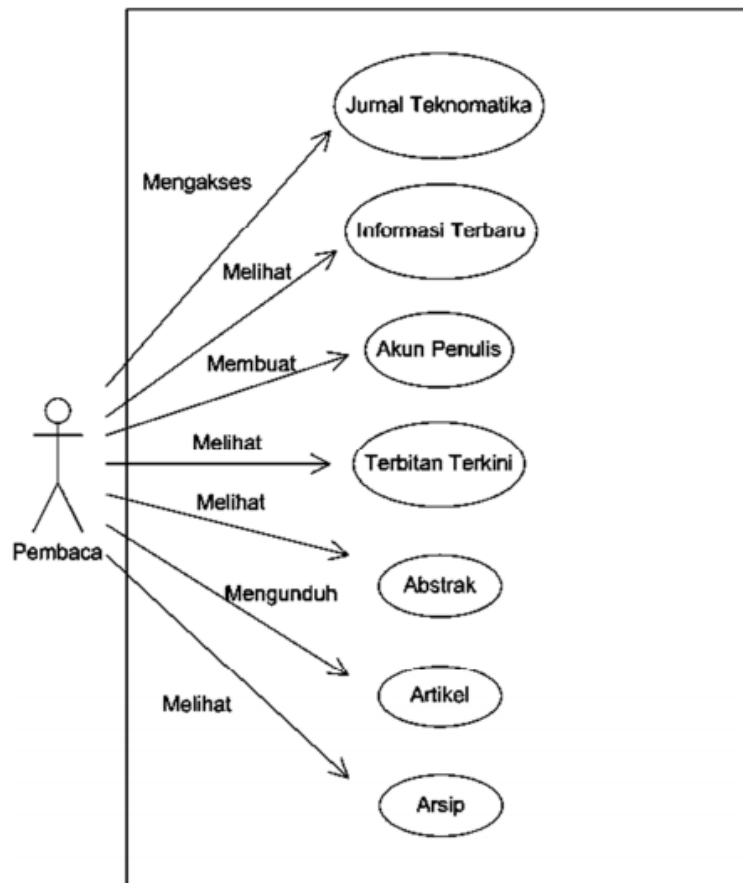 Jurnal Teknomatika
Mengakses
Informasi Terbaru
Melihat
Akun Penulis
Membuat
Melihat
Terbitan Terkini
Melihat
Pembaca
Abstrak
Mengunduh
Artikel
Melihat
Arsip